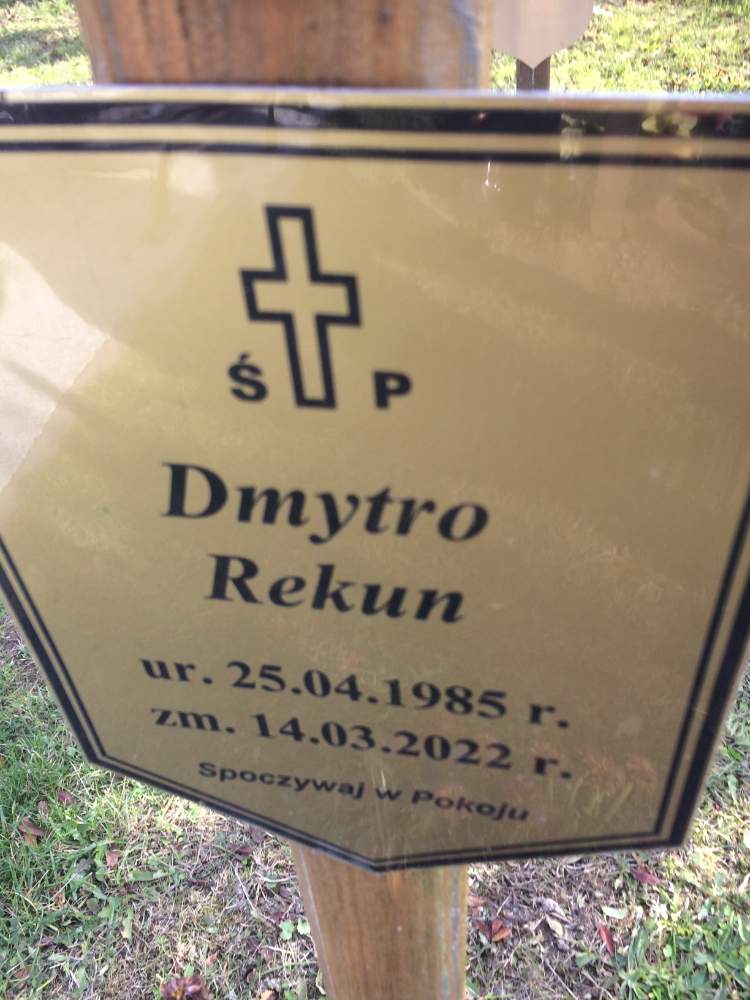 Ś P
Dmytro
Rekun
ur. 25.04.1985 r.
zm. 14.03.2022 r.
Spoczywaj w Pokoju